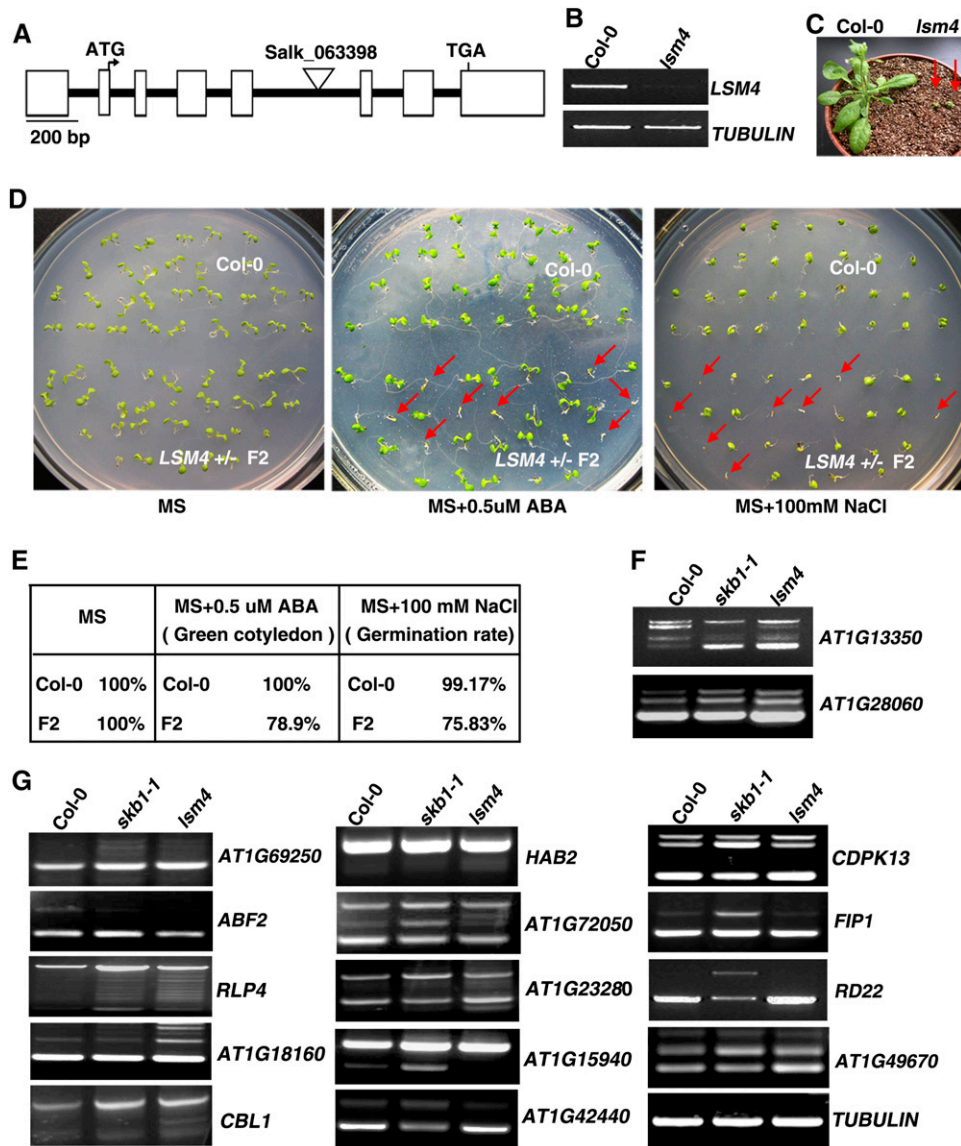 A
ATG
Salk_063398
TGA
200 bp
B
Col-0
lsm4
LSM4
TUBULIN
C
Col-0
lsm4
D
Col-0
LSM4 +/- F2
MS
Col-0
LSM4 +/- F2
MS+0.5uM ABA
Col-0
LSM4 +/- F2
MS+100mM NaCl
E
MS
MS+0.5 uM ABA
( Green cotyledon )
MS+100 mM NaCl
( Germination rate)
Col-0 100% Col-0 100% Col-0 99.17%
F2 100% F2 78.9% F2 75.83%
F
Col-0
skb1-1
lsm4
AT1G13350
AT1G28060
G
Col-0
skb1-1
lsm4
AT1G69250
ABF2
RLP4
AT1G18160
CBL1
Col-0
skb1-1
lsm4
HAB2
AT1G72050
AT1G23280
AT1G15940
AT1G42440
Col-0
skb1-1
lsm4
CDPK13
FIP1
RD22
AT1G49670
TUBULIN